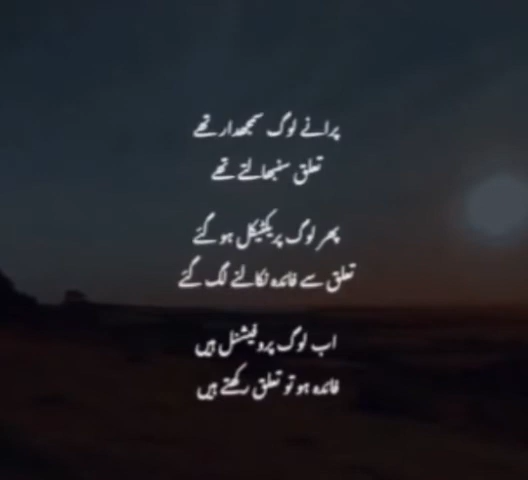 پرانے لوگ سمجھدار تھے
تعلق سنبھالتے تھے
پھر لوگ پریکٹیکل ہو گئے
تعلق سے فائدہ نکالنے لگ گئے
اب لوگ پروفیشنل ہیں
فائدہ ہو تو تعلق رکھتے ہیں